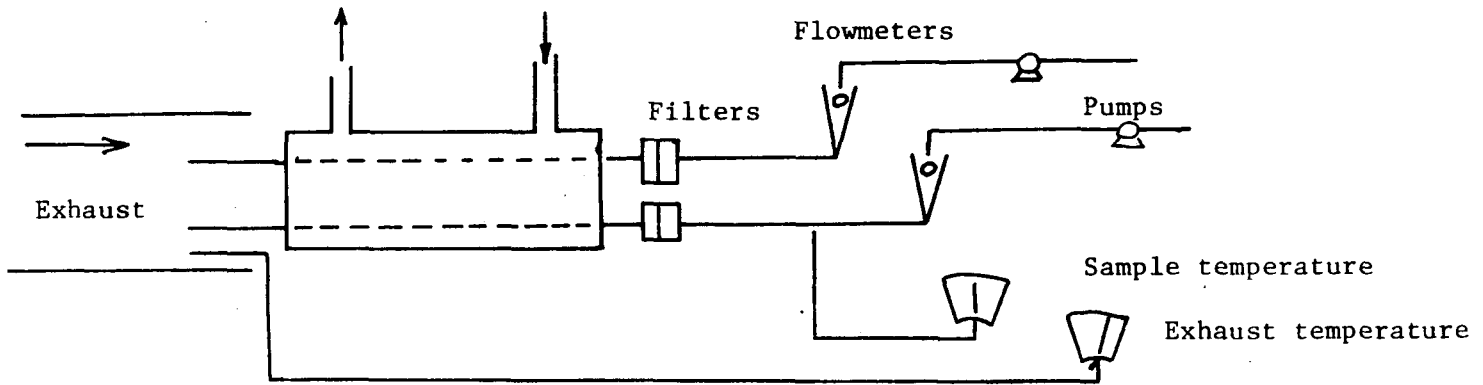 Flowmeters
Filters
Pumps
Exhaust
Sample temperature
Exhaust temperature